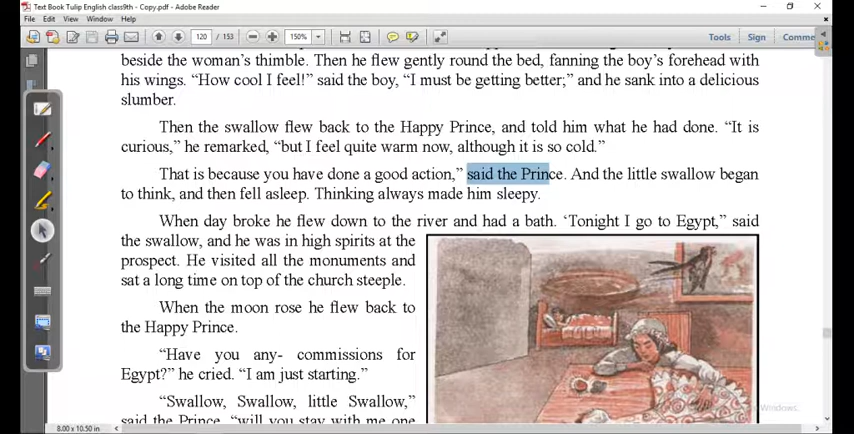 Text Book Tulip English class9th - Copy.pdf - Adobe Reader
File Edit View Window Help
120 / 153 150% Tools Sign Comme
beside the woman's thimble. Then he flew gently round the bed, fanning the boy's forehead with
his wings. “How cool I feel!” said the boy, “I must be getting better;” and he sank into a delicious
slumber.
Then the swallow flew back to the Happy Prince, and told him what he had done. “It is
curious,” he remarked, “but I feel quite warm now, although it is so cold.”
That is because you have done a good action,” said the Prince. And the little swallow began
to think, and then fell asleep. Thinking always made him sleepy.
When day broke he flew down to the river and had a bath. ‘Tonight I go to Egypt,” said
the swallow, and he was in high spirits at the
prospect. He visited all the monuments and
sat a long time on top of the church steeple.
When the moon rose he flew back to
the Happy Prince.
“Have you any- commissions for
Egypt?” he cried. “I am just starting.”
“Swallow, Swallow, little Swallow,”
said the Prince, “will you stay with me one
8.00 x 10.50 in